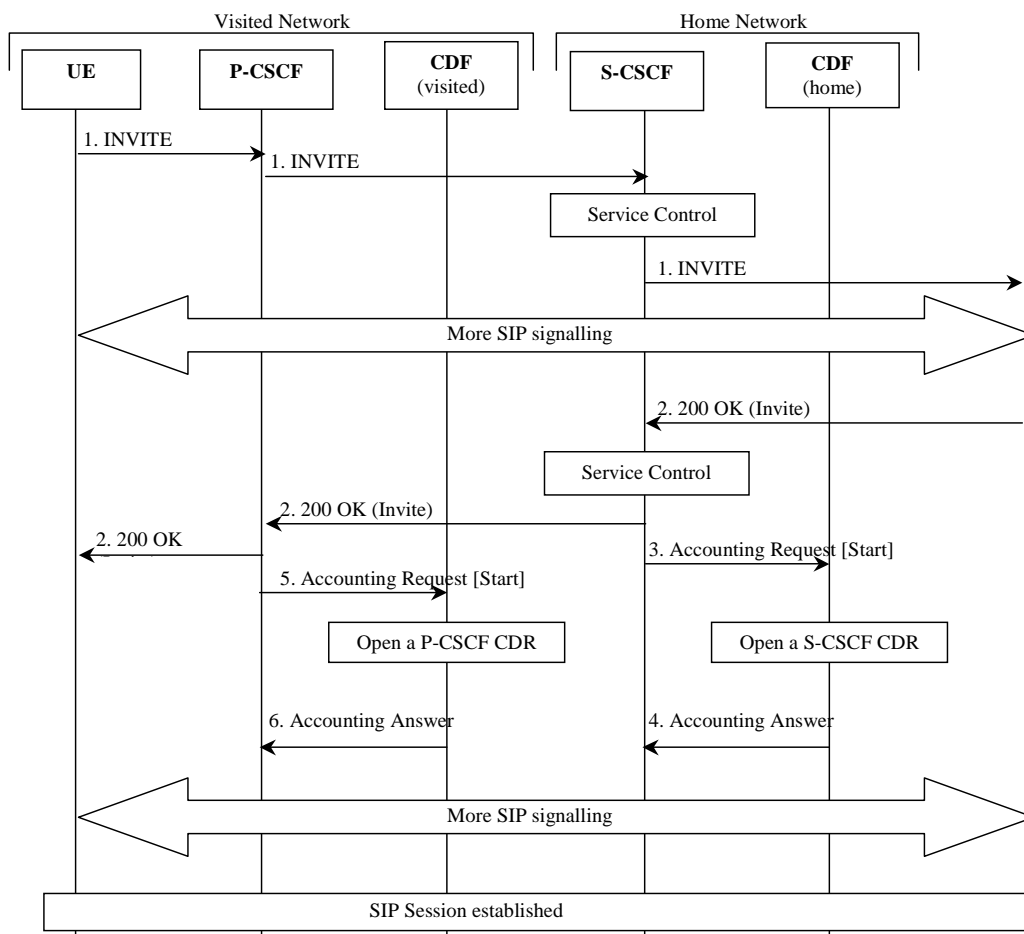 Visited Network
Home Network
UE
P-CSCF
CDF
(visited)
S-CSCF
CDF
(home)
1. INVITE
1. INVITE
Service Control
1. INVITE
More SIP signalling
2. 200 OK (Invite)
Service Control
2. 200 OK (Invite)
2. 200 OK
3. Accounting Request [Start]
5. Accounting Request [Start]
Open a P-CSCF CDR
Open a S-CSCF CDR
6. Accounting Answer
4. Accounting Answer
More SIP signalling
SIP Session established